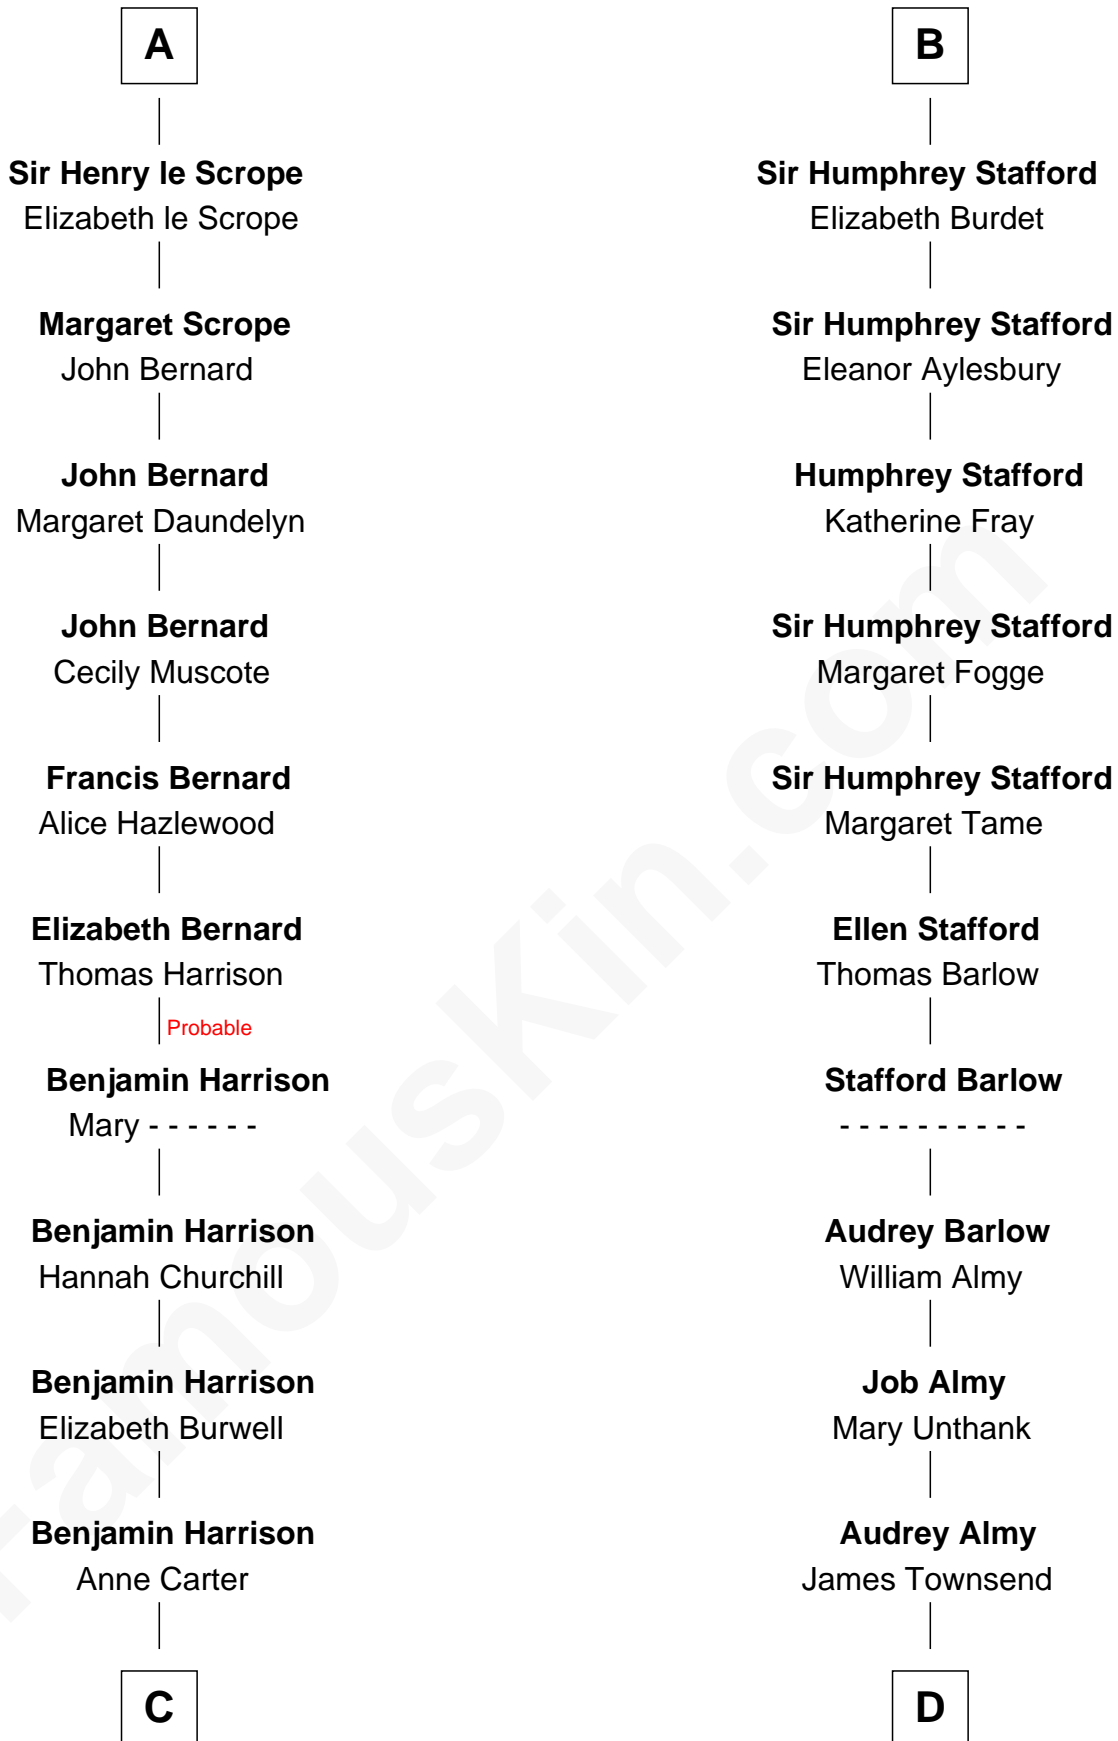 A
Sir Henry le Scrope
Elizabeth le Scrope
Margaret Scrope
John Bernard
John Bernard
Margaret Daundelyn
John Bernard
Cecily Muscote
Francis Bernard
Alice Hazlewood
Elizabeth Bernard
Thomas Harrison
Probable
Benjamin Harrison
Mary - - - - - -
Benjamin Harrison
Hannah Churchill
Benjamin Harrison
Elizabeth Burwell
Benjamin Harrison
Anne Carter
C
B
Sir Humphrey Stafford
Elizabeth Burdet
Sir Humphrey Stafford
Eleanor Aylesbury
Humphrey Stafford
Katherine Fray
Sir Humphrey Stafford
Margaret Fogge
Sir Humphrey Stafford
Margaret Tame
Ellen Stafford
Thomas Barlow
Stafford Barlow
- - - - - - - - - -
Audrey Barlow
William Almy
Job Almy
Mary Unthank
Audrey Almy
James Townsend
D
FamousKin.com